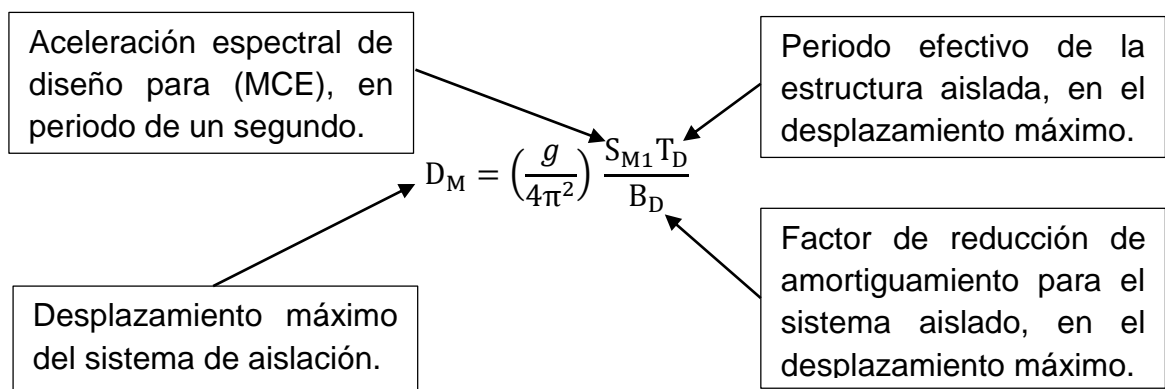 Aceleración espectral de
diseño para (MCE), en
periodo de un segundo.
Periodo efectivo de la
estructura aislada, en el
desplazamiento máximo.
D_M = (g / 4π²) S_M1 T_D / B_D
Desplazamiento máximo
del sistema de aislación.
Factor de reducción de
amortiguamiento para el
sistema aislado, en el
desplazamiento máximo.